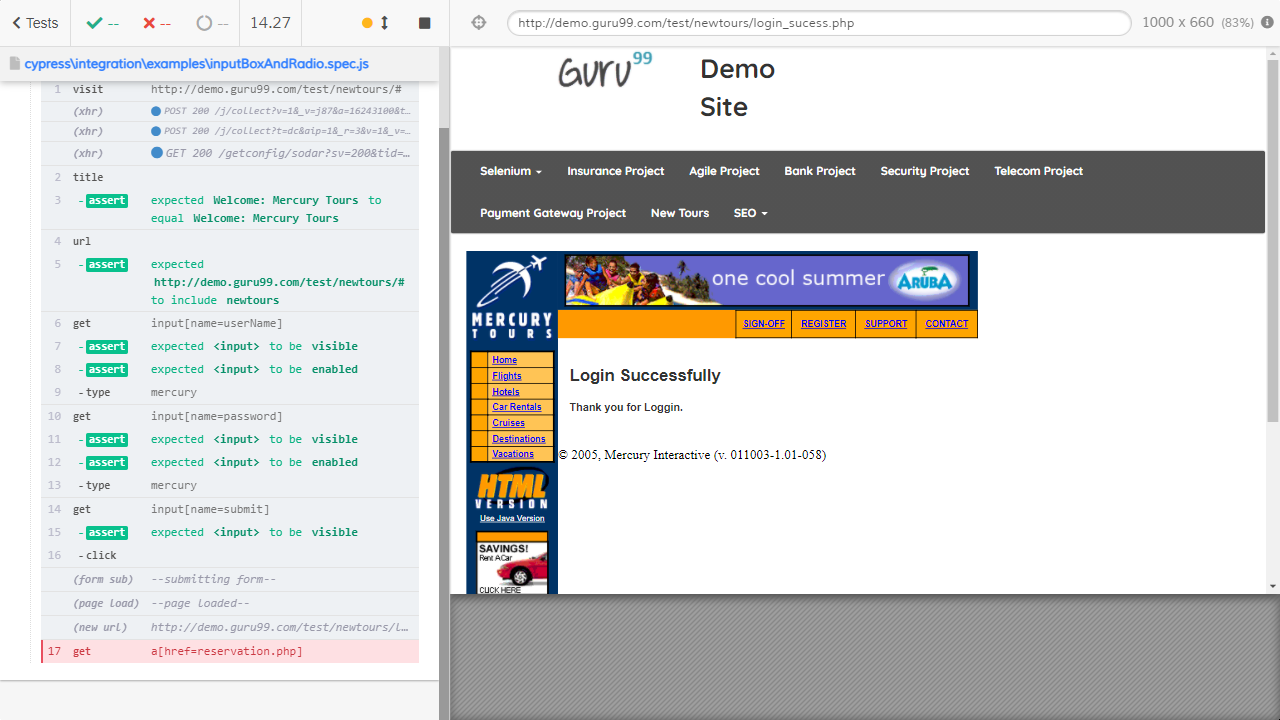 Tests
--
--
--
14.27
http://demo.guru99.com/test/newtours/login_sucess.php
1000 x 660 (83%)
cypress\integration\examples\inputBoxAndRadio.spec.js
1 visit http://demo.guru99.com/test/newtours/#
(xhr) POST 200 /j/collect?v=1&_v=j87&a=16243100&t…
(xhr) POST 200 /j/collect?t=dc&aip=1&_r=3&v=1&_v=…
(xhr) GET 200 /getconfig/sodar?sv=200&tid=…
2 title
3 -assert expected Welcome: Mercury Tours to
equal Welcome: Mercury Tours
4 url
5 -assert expected
http://demo.guru99.com/test/newtours/#
to include newtours
6 get input[name=userName]
7 -assert expected <input> to be visible
8 -assert expected <input> to be enabled
9 -type mercury
10 get input[name=password]
11 -assert expected <input> to be visible
12 -assert expected <input> to be enabled
13 -type mercury
14 get input[name=submit]
15 -assert expected <input> to be visible
16 -click
(form sub) --submitting form--
(page load) --page loaded--
(new url) http://demo.guru99.com/test/newtours/l…
17 get a[href=reservation.php]
Guru99
Demo
Site
Selenium Insurance Project Agile Project Bank Project Security Project Telecom Project
Payment Gateway Project New Tours SEO
MERCURY
TOURS
one cool summer ARUBA
SIGN-OFF REGISTER SUPPORT CONTACT
Home
Flights
Hotels
Car Rentals
Cruises
Destinations
Vacations
Login Successfully
Thank you for Loggin.
© 2005, Mercury Interactive (v. 011003-1.01-058)
HTML
VERSION
Use Java Version
SAVINGS!
Rent A Car
CLICK HERE